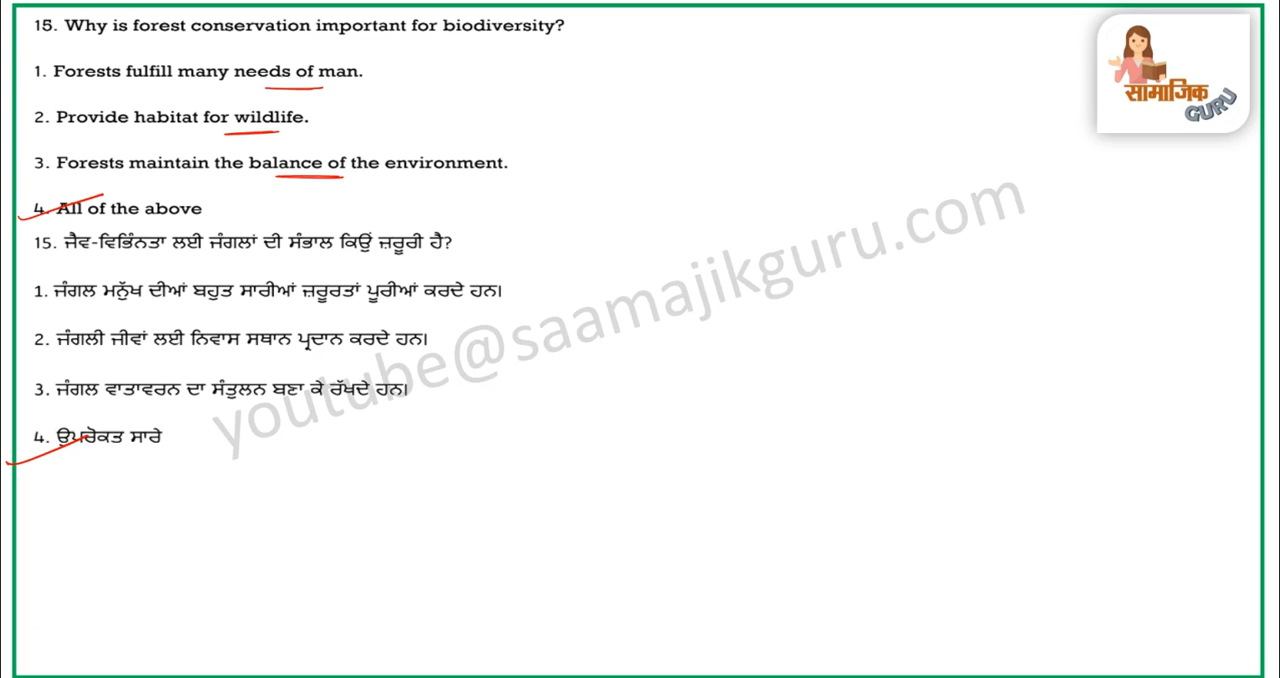 15. Why is forest conservation important for biodiversity?
1. Forests fulfill many needs of man.
2. Provide habitat for wildlife.
3. Forests maintain the balance of the environment.
4. All of the above
15. ਜੈਵ-ਵਿਭਿੰਨਤਾ ਲਈ ਜੰਗਲਾਂ ਦੀ ਸੰਭਾਲ ਕਿਉਂ ਜ਼ਰੂਰੀ ਹੈ?
1. ਜੰਗਲ ਮਨੁੱਖ ਦੀਆਂ ਬਹੁਤ ਸਾਰੀਆਂ ਜ਼ਰੂਰਤਾਂ ਪੂਰੀਆਂ ਕਰਦੇ ਹਨ।
2. ਜੰਗਲੀ ਜੀਵਾਂ ਲਈ ਨਿਵਾਸ ਸਥਾਨ ਪ੍ਰਦਾਨ ਕਰਦੇ ਹਨ।
3. ਜੰਗਲ ਵਾਤਾਵਰਨ ਦਾ ਸੰਤੁਲਨ ਬਣਾ ਕੇ ਰੱਖਦੇ ਹਨ।
4. ਉਪਰੋਕਤ ਸਾਰੇ
सामाजिक
GURU
youtube@saamajikguru.com